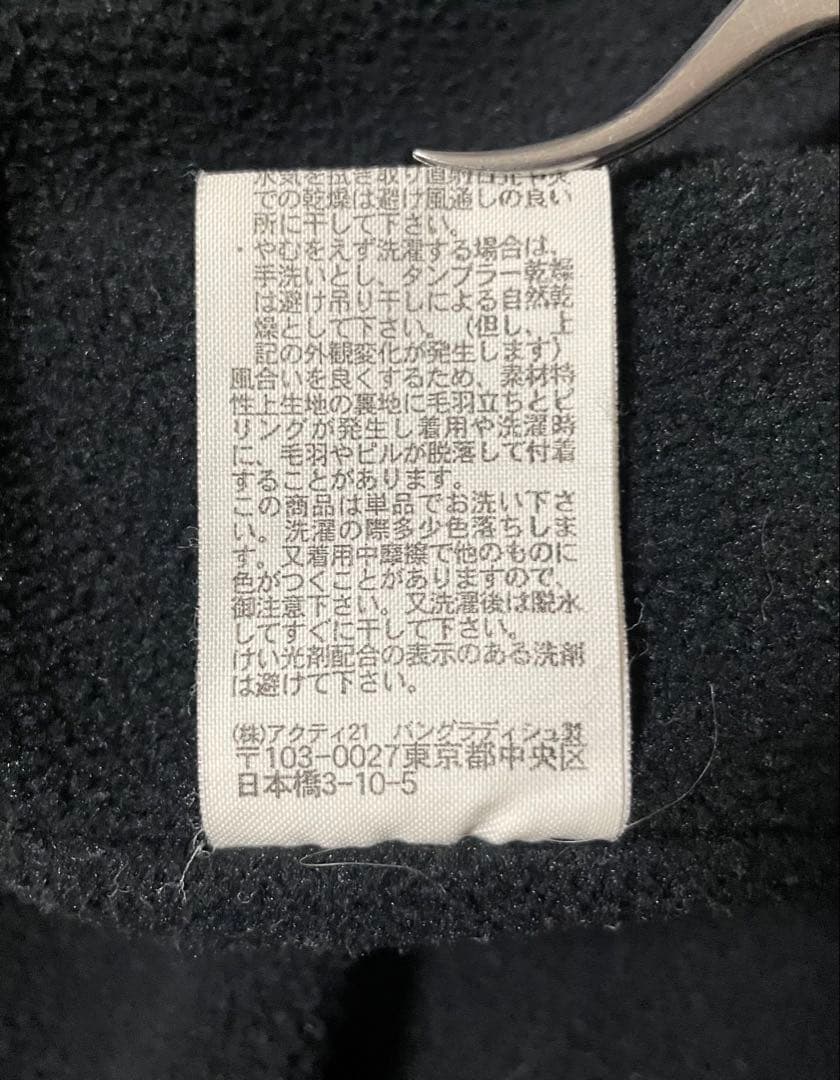 での乾燥は避け風通しの良い
所に干して下さい。
・やむをえず洗濯する場合は、
手洗いとし、タンブラー乾燥
は避け吊り干しによる自然乾
燥として下さい。(但し、上
記の外観変化が発生します)
風合いを良くするため、素材特
性上生地の裏地に毛羽立ちとピ
リングが発生し着用や洗濯時
に、毛羽やピルが脱落して付着
することがあります。
この商品は単品でお洗い下さ
い。洗濯の際多少色落ちしま
す。又着用中摩擦で他のものに
色がつくことがありますので、
御注意下さい。又洗濯後は脱水
してすぐに干して下さい。
けい光剤配合の表示のある洗剤
は避けて下さい。
(株)アクティ21 バングラディシュ製
〒103-0027東京都中央区
日本橋3-10-5